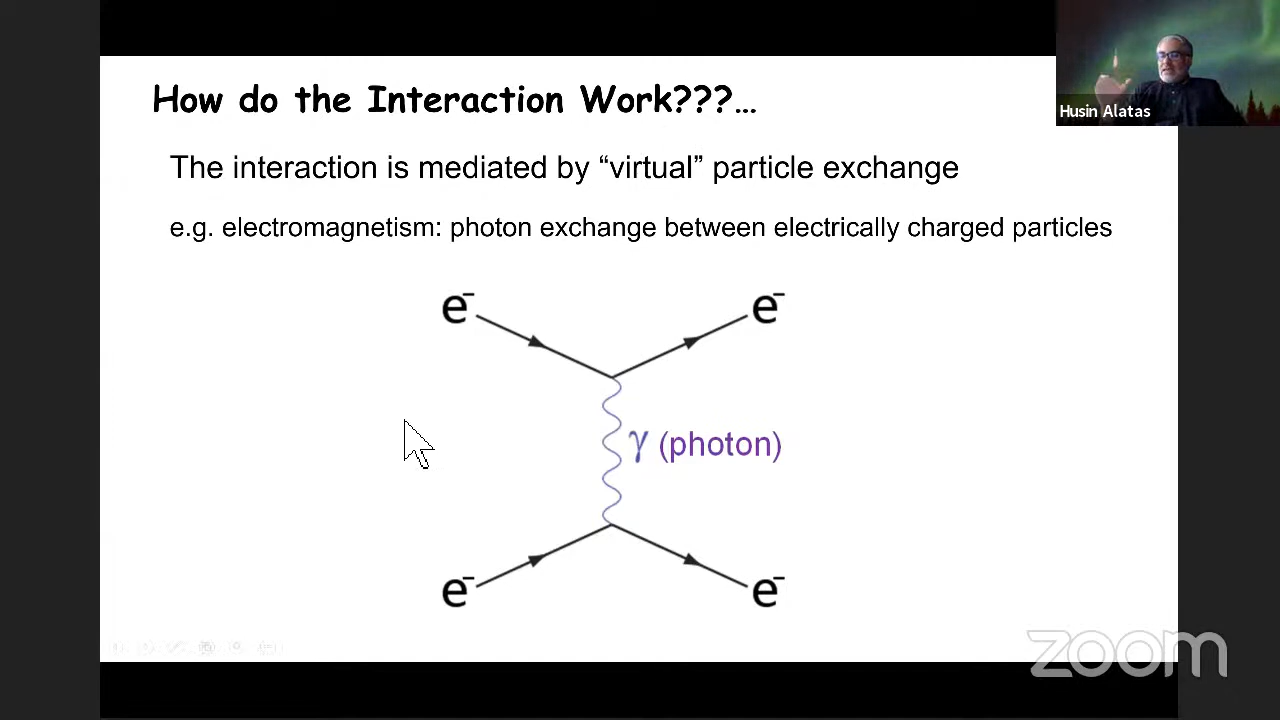 How do the Interaction Work???…
Husin Alatas
The interaction is mediated by “virtual” particle exchange
e.g. electromagnetism: photon exchange between electrically charged particles
e⁻ e⁻
γ (photon)
e⁻ e⁻
zoom